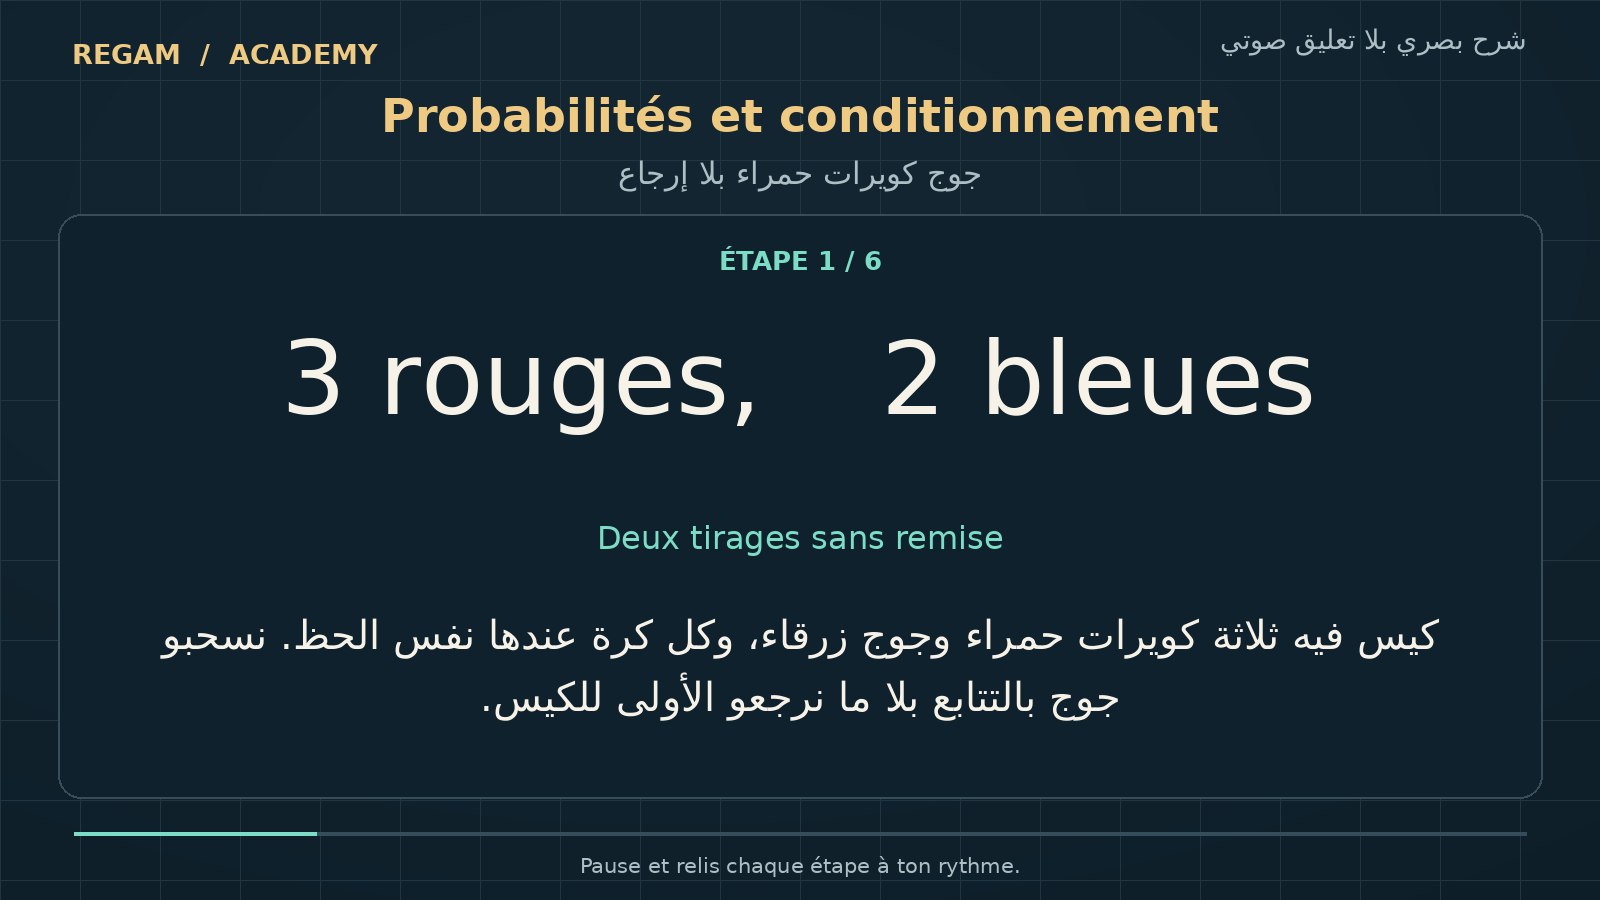 REGAM / ACADEMY
شرح بصري بلا تعليق صوتي
Probabilités et conditionnement
جوج كويرات حمراء بلا إرجاع
ÉTAPE 1 / 6
3 rouges, 2 bleues
Deux tirages sans remise
كيس فيه ثلاثة كويرات حمراء وجوج زرقاء، وكل كرة عندها نفس الحظ. نسحبو
جوج بالتتابع بلا ما نرجعو الأولى للكيس.
Pause et relis chaque étape à ton rythme.